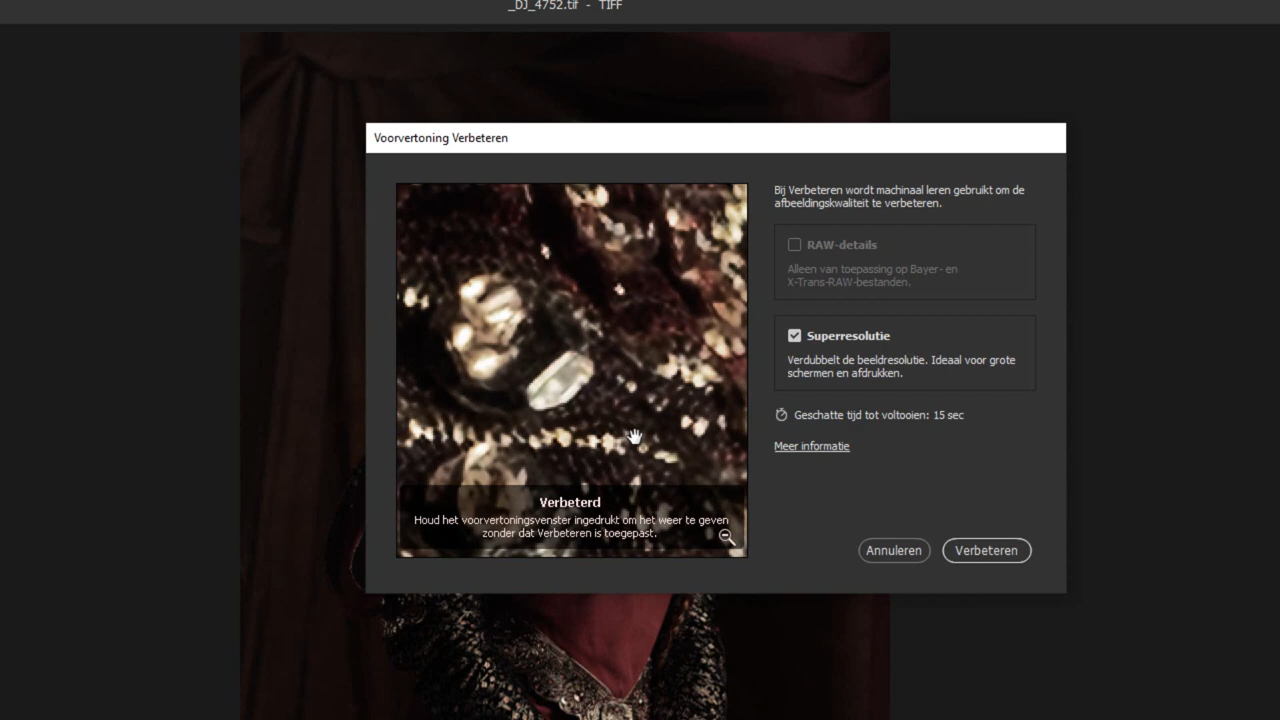 _DJ_4752.tif - TIFF
Voorvertoning Verbeteren
Bij Verbeteren wordt machinaal leren gebruikt om de
afbeeldingskwaliteit te verbeteren.
RAW-details
Alleen van toepassing op Bayer- en
X-Trans-RAW-bestanden.
Superresolutie
Verdubbelt de beeldresolutie. Ideaal voor grote
schermen en afdrukken.
Geschatte tijd tot voltooien: 15 sec
Meer informatie
Verbeterd
Houd het voorvertoningsvenster ingedrukt om het weer te geven
zonder dat Verbeteren is toegepast.
Annuleren
Verbeteren